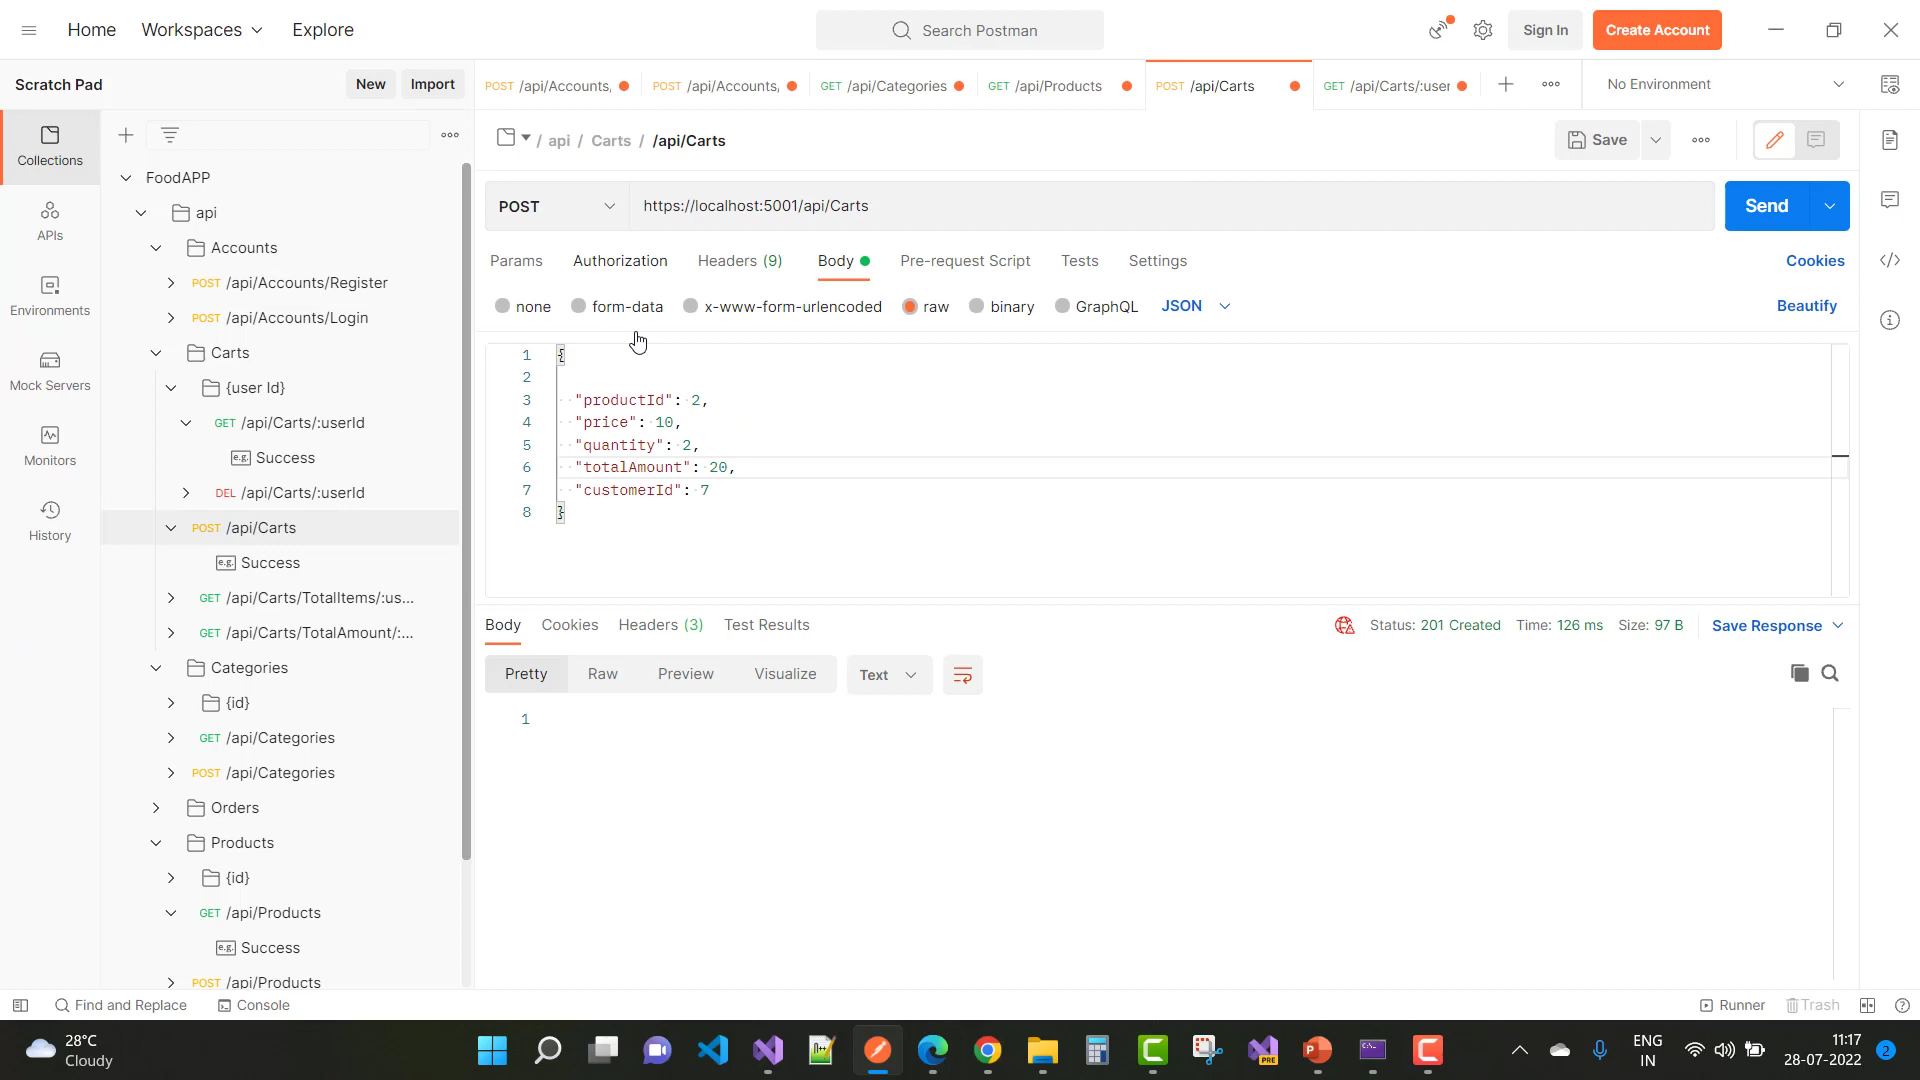 Home Workspaces Explore
Search Postman
Sign In Create Account
Scratch Pad New Import
POST /api/Accounts, POST /api/Accounts, GET /api/Categories GET /api/Products POST /api/Carts GET /api/Carts/:user
No Environment
Collections
APIs
Environments
Mock Servers
Monitors
History
FoodAPP
api
Accounts
POST /api/Accounts/Register
POST /api/Accounts/Login
Carts
{user Id}
GET /api/Carts/:userId
e.g. Success
DEL /api/Carts/:userId
POST /api/Carts
e.g. Success
GET /api/Carts/TotalItems/:us...
GET /api/Carts/TotalAmount/:...
Categories
{id}
GET /api/Categories
POST /api/Categories
Orders
Products
{id}
GET /api/Products
e.g. Success
POST /api/Products
/ api / Carts / /api/Carts
Save
POST https://localhost:5001/api/Carts Send
Params Authorization Headers (9) Body Pre-request Script Tests Settings Cookies
none form-data x-www-form-urlencoded raw binary GraphQL JSON Beautify
1 {
2
3 "productId": 2,
4 "price": 10,
5 "quantity": 2,
6 "totalAmount": 20,
7 "customerId": 7
8 }
Body Cookies Headers (3) Test Results Status: 201 Created Time: 126 ms Size: 97 B Save Response
Pretty Raw Preview Visualize Text
1
Find and Replace Console Runner Trash
28°C
Cloudy
PRE
ENG
IN
11:17
28-07-2022
2